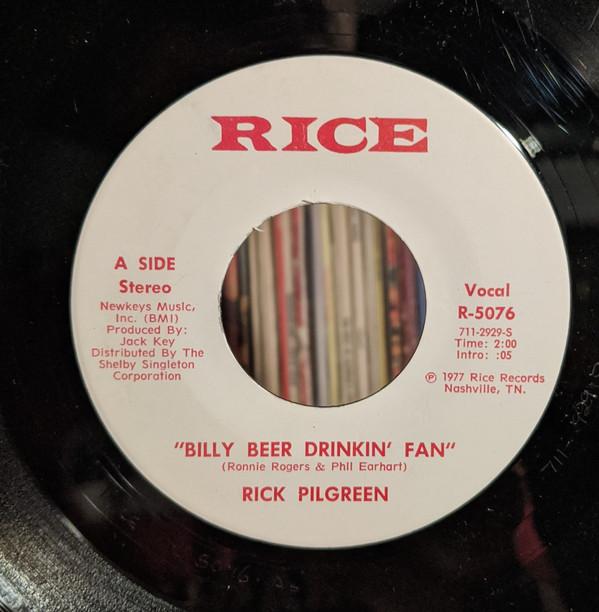 RICE
A SIDE
Stereo
Newkeys Music,
Inc. (BMI)
Produced By:
Jack Key
Distributed By The
Shelby Singleton
Corporation
Vocal
R-5076
711-2929-S
Time: 2:00
Intro: :05
Ⓟ 1977 Rice Records
Nashville, TN.
"BILLY BEER DRINKIN' FAN"
(Ronnie Rogers & Phil Earhart)
RICK PILGREEN